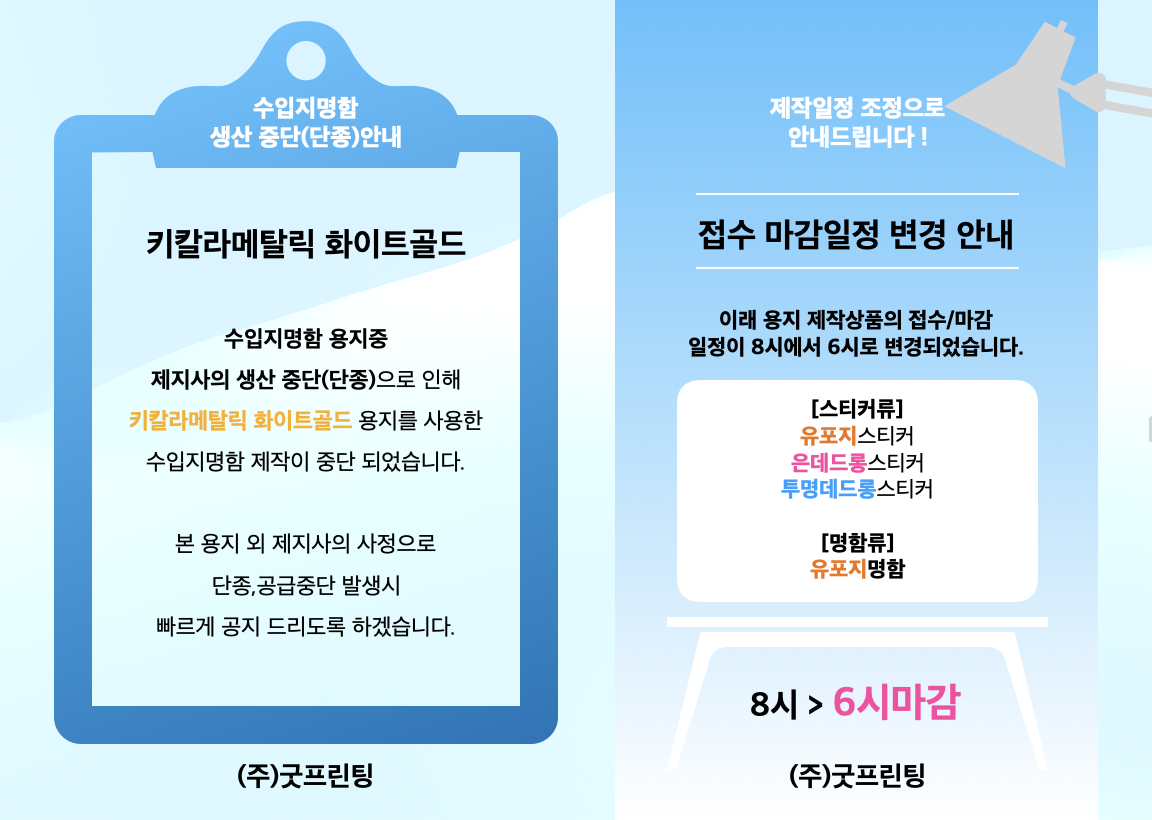 수입지명함
생산 중단(단종)안내
키칼라메탈릭 화이트골드
수입지명함 용지중
제지사의 생산 중단(단종)으로 인해
키칼라메탈릭 화이트골드 용지를 사용한
수입지명함 제작이 중단 되었습니다.
본 용지 외 제지사의 사정으로
단종,공급중단 발생시
빠르게 공지 드리도록 하겠습니다.
(주)굿프린팅
제작일정 조정으로
안내드립니다 !
접수 마감일정 변경 안내
이래 용지 제작상품의 접수/마감
일정이 8시에서 6시로 변경되었습니다.
[스티커류]
유포지스티커
은데드롱스티커
투명데드롱스티커
[명함류]
유포지명함
8시 > 6시마감
(주)굿프린팅